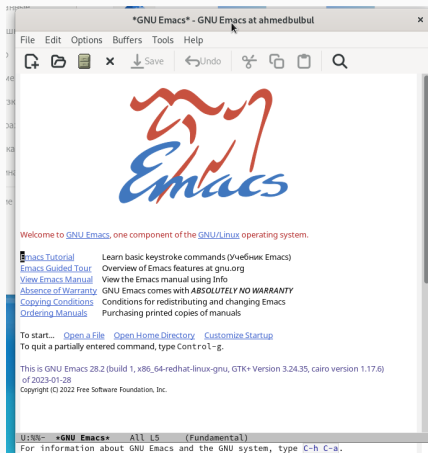 *GNU Emacs* - GNU Emacs at ahmedbulbul ×
File Edit Options Buffers Tools Help
Save Undo
Emacs
Welcome to GNU Emacs, one component of the GNU/Linux operating system.
Emacs Tutorial Learn basic keystroke commands (Учебник Emacs)
Emacs Guided Tour Overview of Emacs features at gnu.org
View Emacs Manual View the Emacs manual using Info
Absence of Warranty GNU Emacs comes with ABSOLUTELY NO WARRANTY
Copying Conditions Conditions for redistributing and changing Emacs
Ordering Manuals Purchasing printed copies of manuals
To start... Open a File Open Home Directory Customize Startup
To quit a partially entered command, type Control-g.
This is GNU Emacs 28.2 (build 1, x86_64-redhat-linux-gnu, GTK+ Version 3.24.35, cairo version 1.17.6)
of 2023-01-28
Copyright (C) 2022 Free Software Foundation, Inc.
U:%%- *GNU Emacs* All L5 (Fundamental)
For information about GNU Emacs and the GNU system, type C-h C-a.